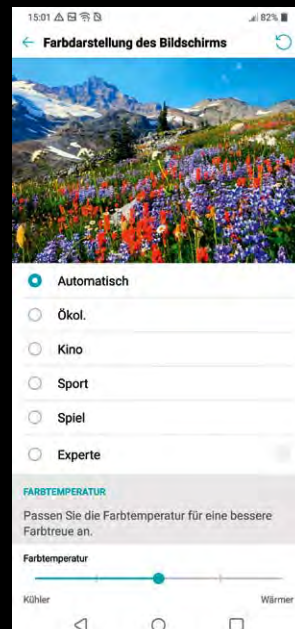 15:01 82%
Farbdarstellung des Bildschirms
Automatisch
Ökol.
Kino
Sport
Spiel
Experte
FARBTEMPERATUR
Passen Sie die Farbtemperatur für eine bessere
Farbtreue an.
Farbtemperatur
Kühler Wärmer